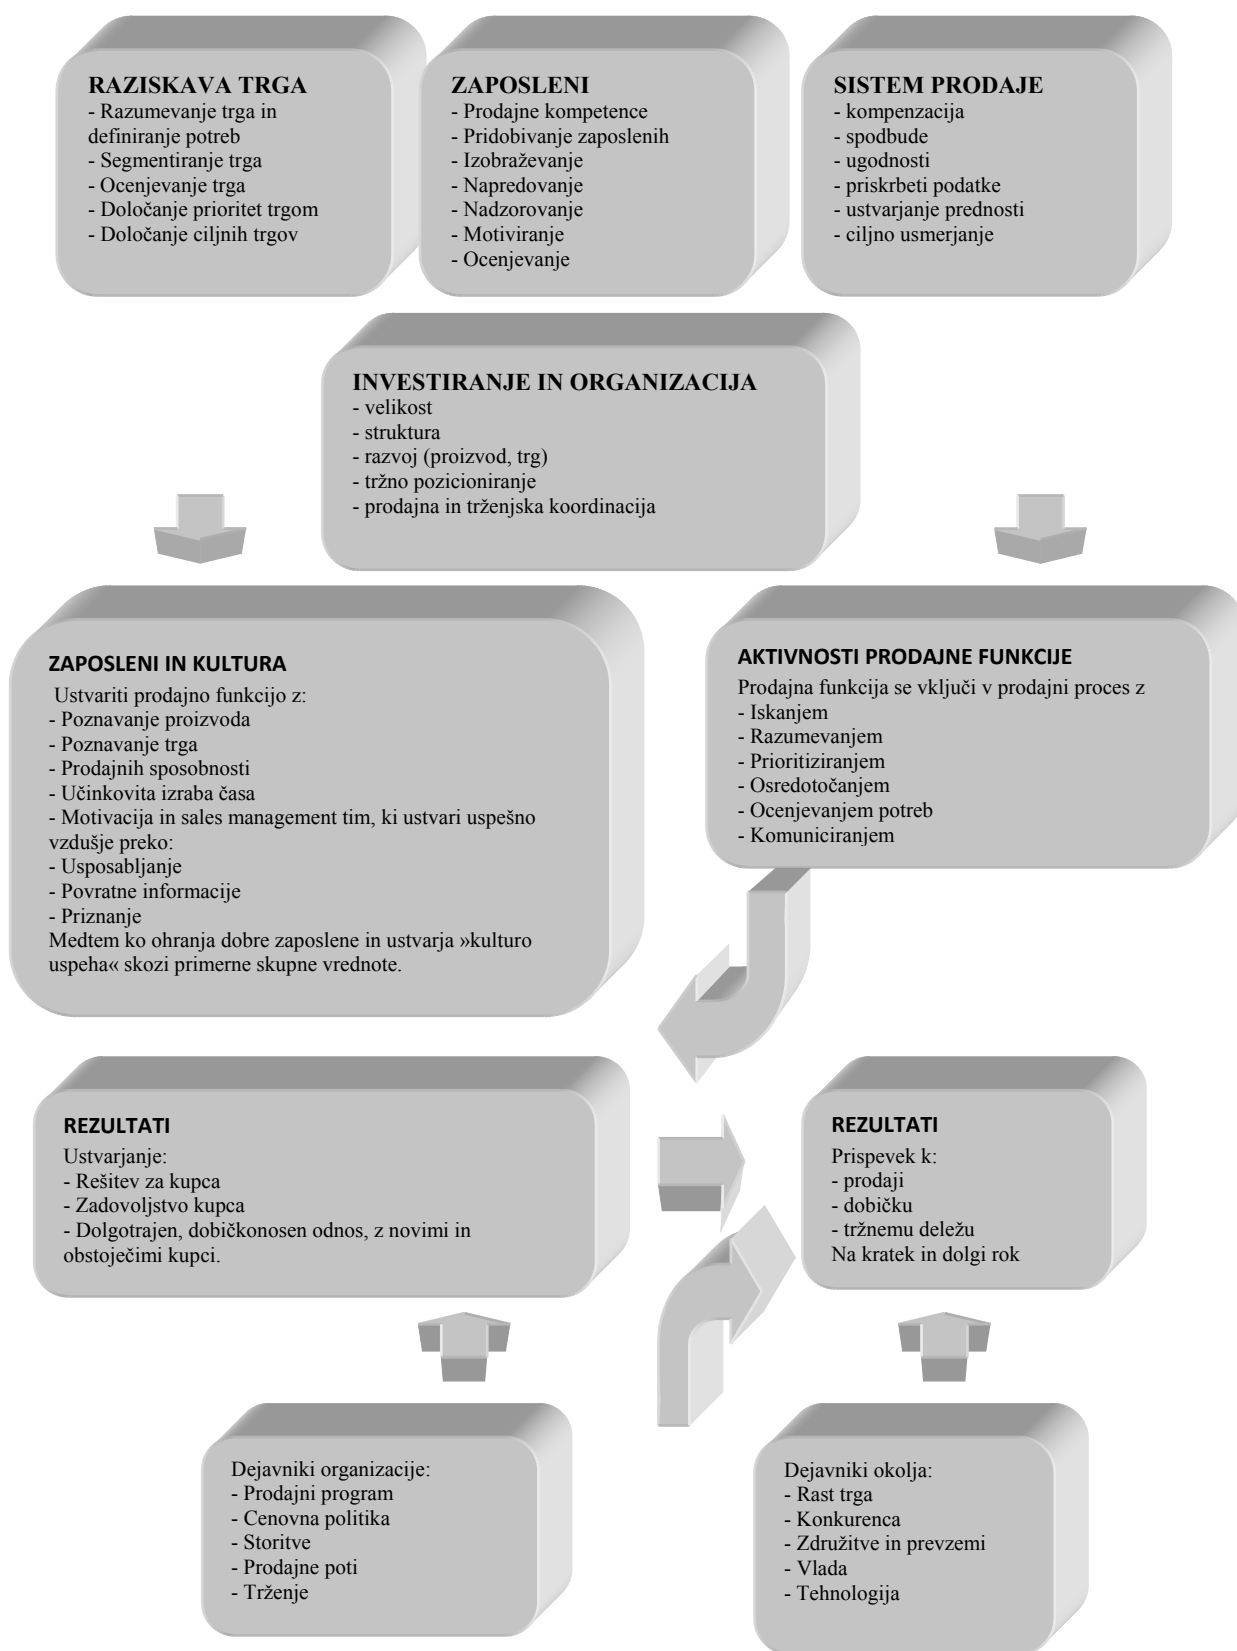 RAZISKAVA TRGA
- Razumevanje trga in
definiranje potreb
- Segmentiranje trga
- Ocenjevanje trga
- Določanje prioritet trgom
- Določanje ciljnih trgov
ZAPOSLENI
- Prodajne kompetence
- Pridobivanje zaposlenih
- Izobraževanje
- Napredovanje
- Nadzorovanje
- Motiviranje
- Ocenjevanje
SISTEM PRODAJE
- kompenzacija
- spodbude
- ugodnosti
- priskrbeti podatke
- ustvarjanje prednosti
- ciljno usmerjanje
INVESTIRANJE IN ORGANIZACIJA
- velikost
- struktura
- razvoj (proizvod, trg)
- tržno pozicioniranje
- prodajna in trženjska koordinacija
ZAPOSLENI IN KULTURA
Ustvariti prodajno funkcijo z:
- Poznavanje proizvoda
- Poznavanje trga
- Prodajnih sposobnosti
- Učinkovita izraba časa
- Motivacija in sales management tim, ki ustvari uspešno
vzdušje preko:
- Usposabljanje
- Povratne informacije
- Priznanje
Medtem ko ohranja dobre zaposlene in ustvarja »kulturo
uspeha« skozi primerne skupne vrednote.
AKTIVNOSTI PRODAJNE FUNKCIJE
Prodajna funkcija se vključi v prodajni proces z
- Iskanjem
- Razumevanjem
- Prioritiziranjem
- Osredotočanjem
- Ocenjevanjem potreb
- Komuniciranjem
REZULTATI
Ustvarjanje:
- Rešitev za kupca
- Zadovoljstvo kupca
- Dolgotrajen, dobičkonosen odnos, z novimi in
obstoječimi kupci.
REZULTATI
Prispevek k:
- prodaji
- dobičku
- tržnemu deležu
Na kratek in dolgi rok
Dejavniki organizacije:
- Prodajni program
- Cenovna politika
- Storitve
- Prodajne poti
- Trženje
Dejavniki okolja:
- Rast trga
- Konkurenca
- Združitve in prevzemi
- Vlada
- Tehnologija